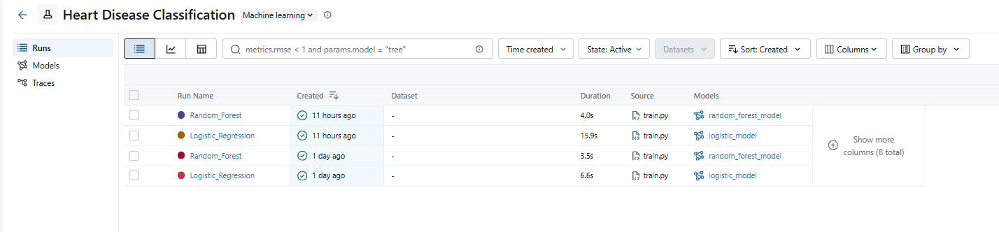 Heart Disease Classification Machine learning
Runs
Models
Traces
metrics.rmse < 1 and params.model = "tree" Time created State: Active Datasets Sort: Created Columns Group by
Run Name Created Dataset Duration Source Models
Random_Forest 11 hours ago - 4.0s train.py random_forest_model
Logistic_Regression 11 hours ago - 15.9s train.py logistic_model
Random_Forest 1 day ago - 3.5s train.py random_forest_model
Logistic_Regression 1 day ago - 6.6s train.py logistic_model
Show more
columns (8 total)